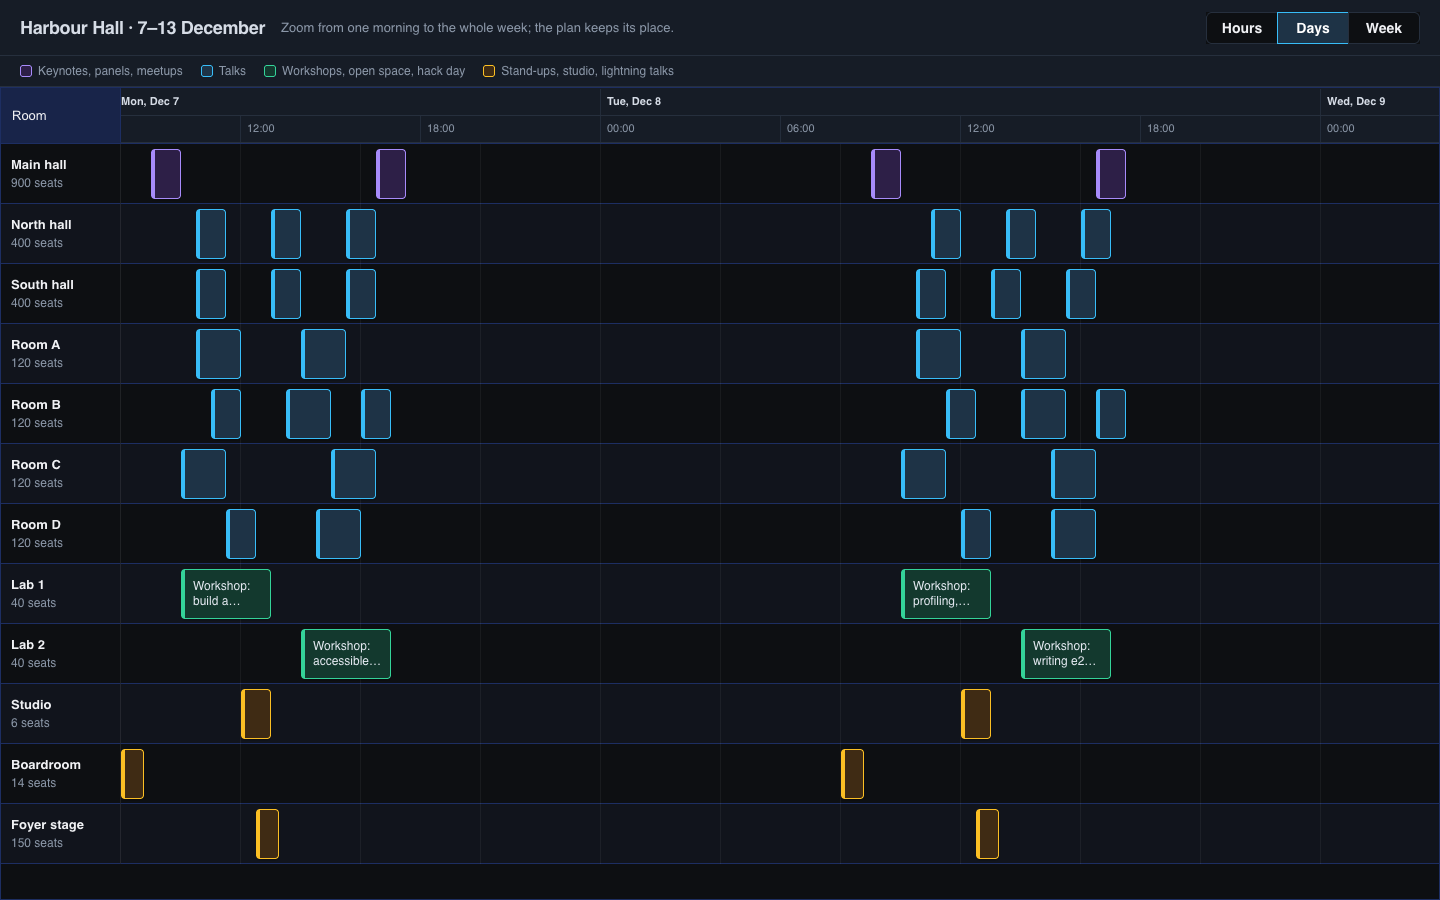 Harbour Hall · 7–13 December
Zoom from one morning to the whole week; the plan keeps its place.
Hours
Days
Week
Keynotes, panels, meetups
Talks
Workshops, open space, hack day
Stand-ups, studio, lightning talks
Room
Mon, Dec 7
Tue, Dec 8
Wed, Dec 9
12:00
18:00
00:00
06:00
12:00
18:00
00:00
Main hall
900 seats
North hall
400 seats
South hall
400 seats
Room A
120 seats
Room B
120 seats
Room C
120 seats
Room D
120 seats
Lab 1
40 seats
Workshop:
build a…
Workshop:
profiling,…
Lab 2
40 seats
Workshop:
accessible…
Workshop:
writing e2…
Studio
6 seats
Boardroom
14 seats
Foyer stage
150 seats